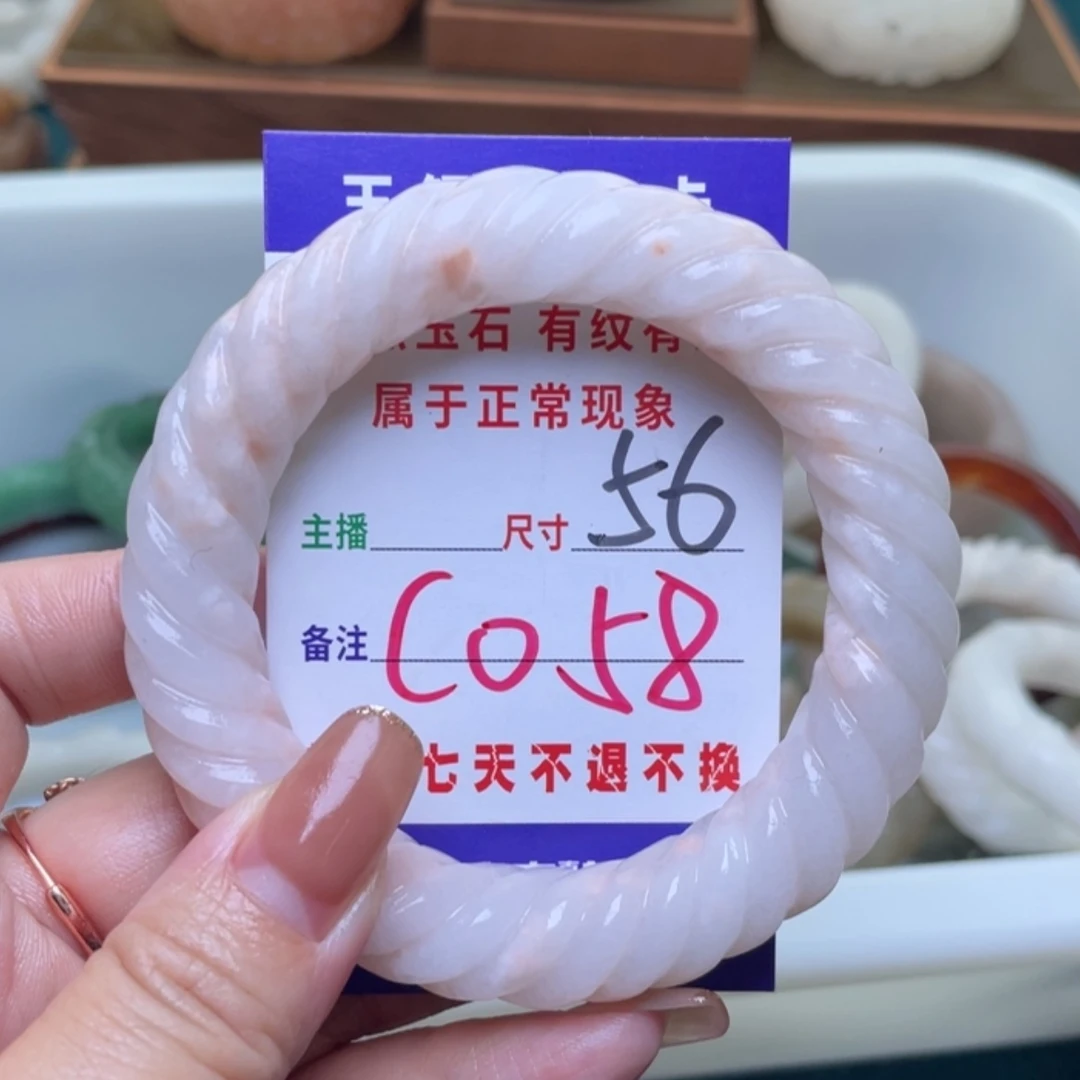 玉石 有纹有
属于正常现象
主播 尺寸 56
备注 C058
七天不退不换